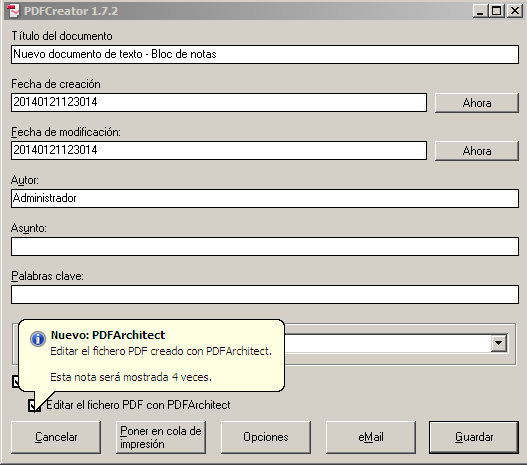 PDFCreator 1.7.2
Título del documento
Nuevo documento de texto - Bloc de notas
Fecha de creación
20140121123014
Ahora
Fecha de modificación:
20140121123014
Ahora
Autor:
Administrador
Asunto:
Palabras clave:
Nuevo: PDFArchitect
Editar el fichero PDF creado con PDFArchitect.
Esta nota será mostrada 4 veces.
Editar el fichero PDF con PDFArchitect
Cancelar
Poner en cola de
impresión
Opciones
eMail
Guardar